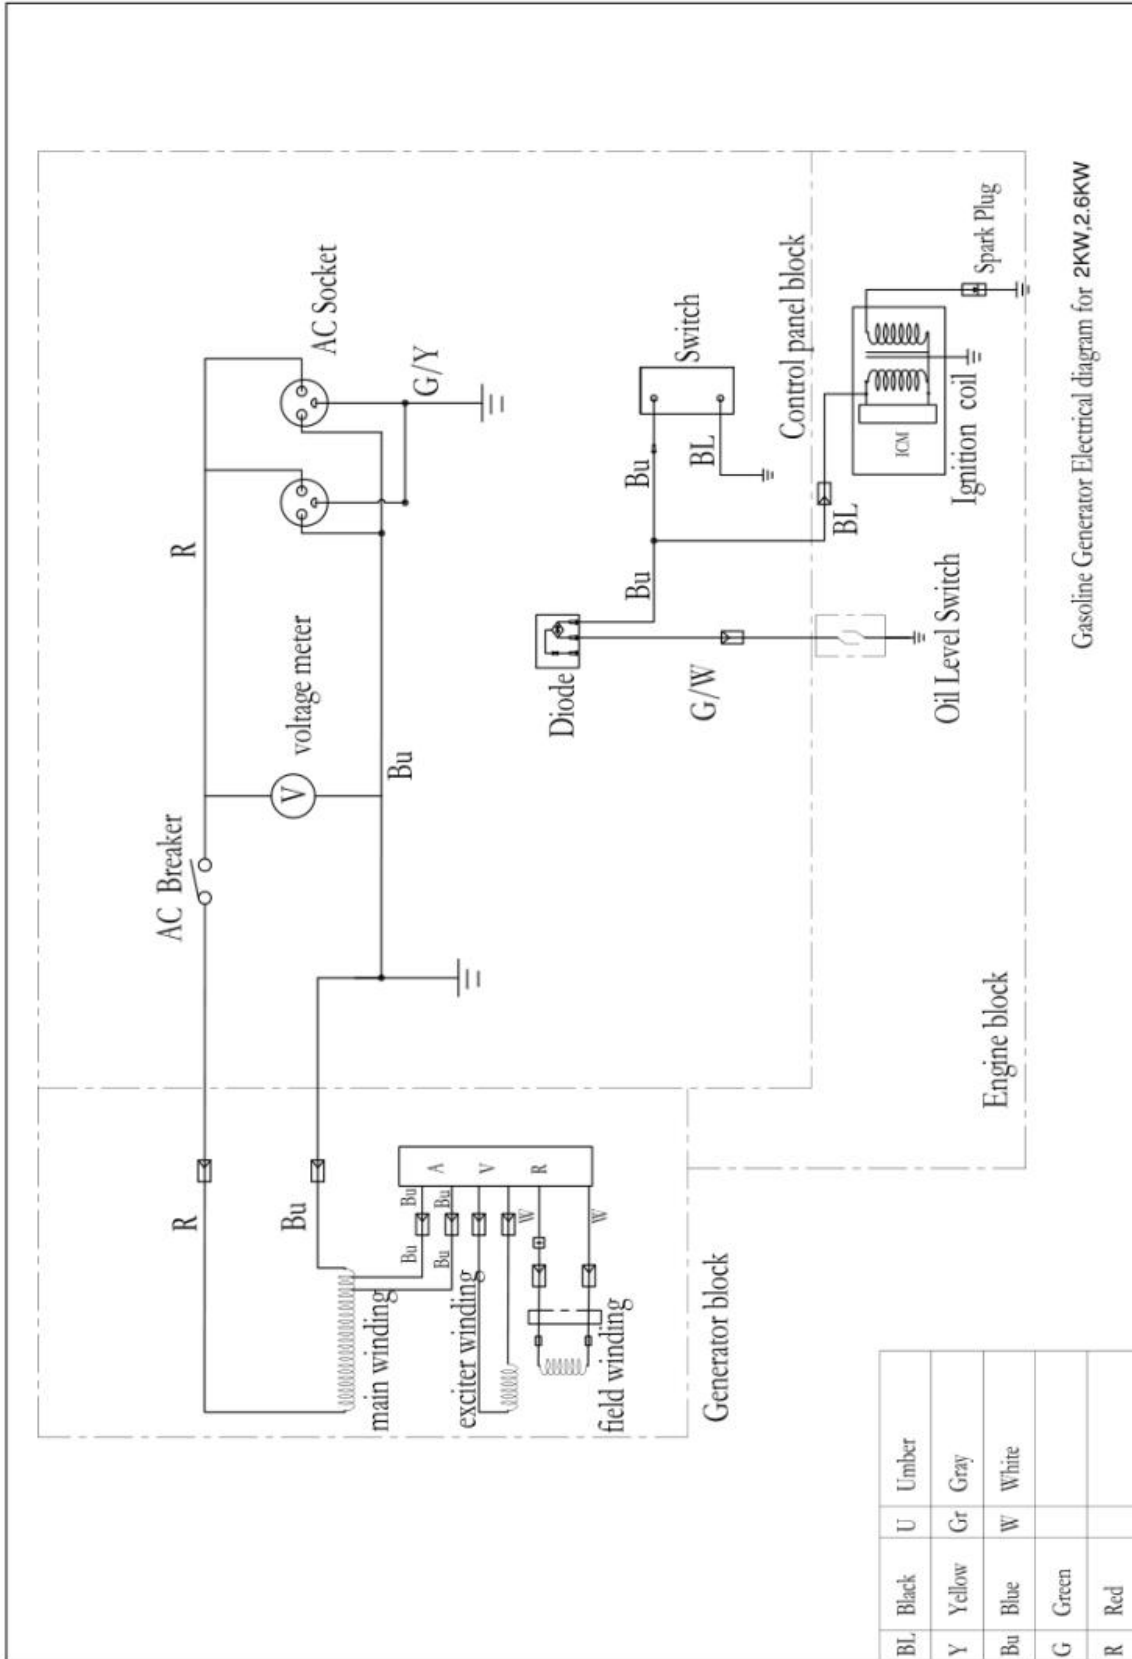 R
Bu
main winding
exciter winding
field winding
Bu
Bu
Bu
Bu
W
W
A
V
R
Generator block
AC Breaker
voltage meter
V
Bu
R
AC Socket
G/Y
Diode
Bu
Bu
Switch
BL
G/W
Control panel block
BL
ICM
Ignition coil
Spark Plug
Oil Level Switch
Engine block
Gasoline Generator Electrical diagram for 2KW,2.6KW
BL Black U Umber
Y Yellow Gr Gray
Bu Blue W White
G Green
R Red